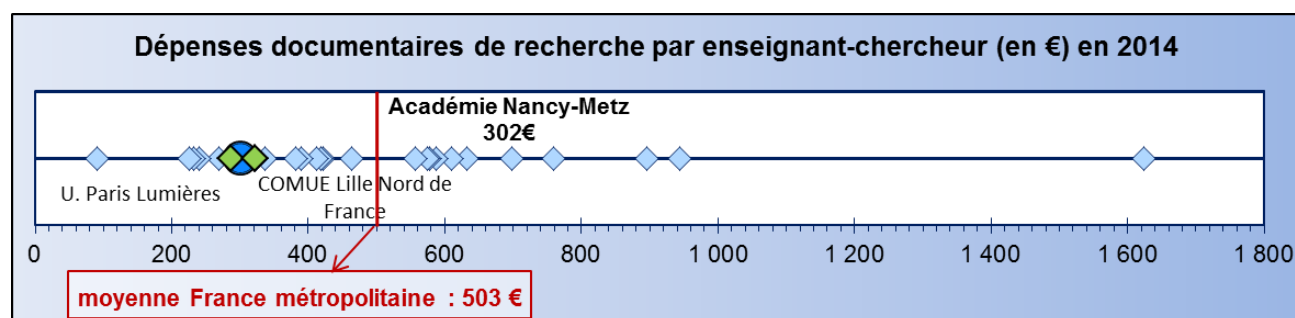 Dépenses documentaires de recherche par enseignant-chercheur (en €) en 2014
Académie Nancy-Metz
302€
U. Paris Lumières
COMUE Lille Nord de
France
0 200 400 600 800 1 000 1 200 1 400 1 600 1 800
moyenne France métropolitaine : 503 €